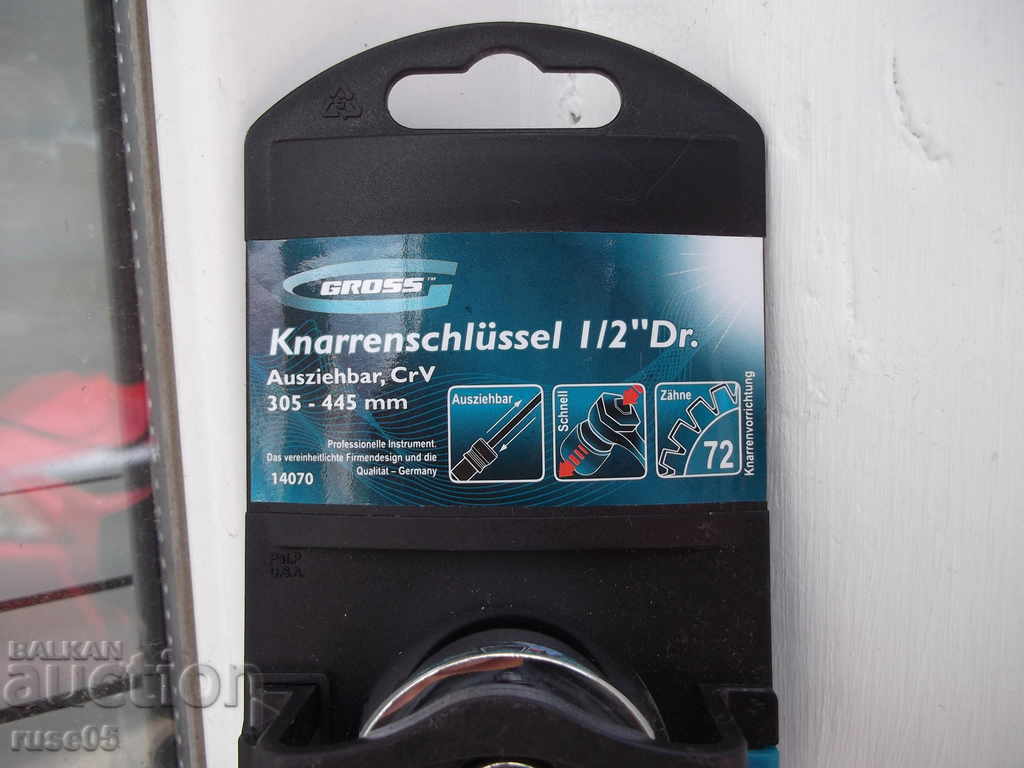 GROSS™
Knarrenschlüssel 1/2"Dr.
Ausziehbar, CrV
305 - 445 mm
Professionelle Instrument.
Das vereinheitlichte Firmendesign und die
Qualität – Germany
14070
Ausziehbar
Schnell
Zähne
72
Knarrenvorrichtung
U.S.A.
BALKAN
auction
ruse05